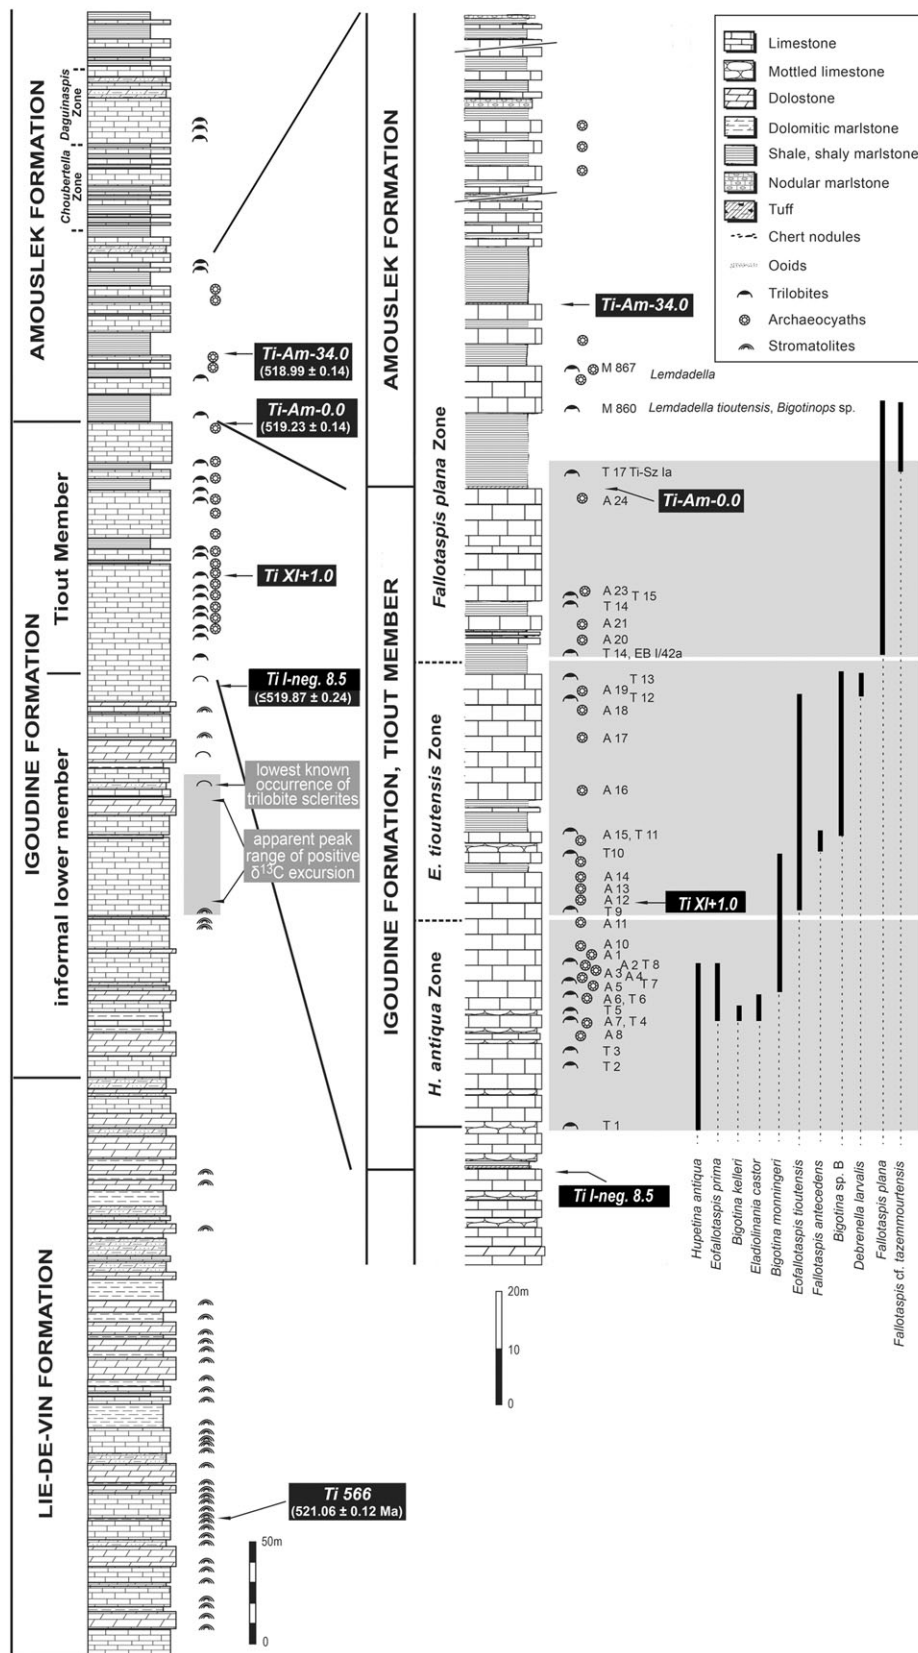 AMOUSLEK FORMATION
Daguinaspis
Zone
Choubertella
Zone
Ti-Am-34.0
(518.99 ± 0.14)
Ti-Am-0.0
(519.23 ± 0.14)
IGOUDINE FORMATION
Tiout Member
Ti XI+1.0
Ti I-neg. 8.5
(≤519.87 ± 0.24)
informal lower member
lowest known
occurrence of
trilobite sclerites
apparent peak
range of positive
δ13C excursion
LIE-DE-VIN FORMATION
Ti 566
(521.06 ± 0.12 Ma)
50m
0
AMOUSLEK FORMATION
IGOUDINE FORMATION, TIOUT MEMBER
Fallotaspis plana Zone
E. tioutensis Zone
H. antiqua Zone
Ti-Am-34.0
M 867 Lemdadella
M 860 Lemdadella tioutensis, Bigotinops sp.
T 17 Ti-Sz Ia
Ti-Am-0.0
A 24
A 23
T 15
T 14
A 21
A 20
T 14, EB I/42a
T 13
A 19
T 12
A 18
A 17
A 16
A 15, T 11
T10
A 14
A 13
A 12
Ti XI+1.0
T 9
A 11
A 10
A 1
A 2 T 8
A 3
A 4
T 7
A 5
A 6, T 6
T 5
A 7, T 4
A 8
T 3
T 2
T 1
Ti I-neg. 8.5
Hupetina antiqua
Eofallotaspis prima
Bigotina kelleri
Eladiolinania castor
Bigotina monningeri
Eofallotaspis tioutensis
Fallotaspis antecedens
Bigotina sp. B
Debrenella larvalis
Fallotaspis plana
Fallotaspis cf. tazemmourtensis
20m
10
0
Limestone
Mottled limestone
Dolostone
Dolomitic marlstone
Shale, shaly marlstone
Nodular marlstone
Tuff
Chert nodules
Ooids
Trilobites
Archaeocyaths
Stromatolites